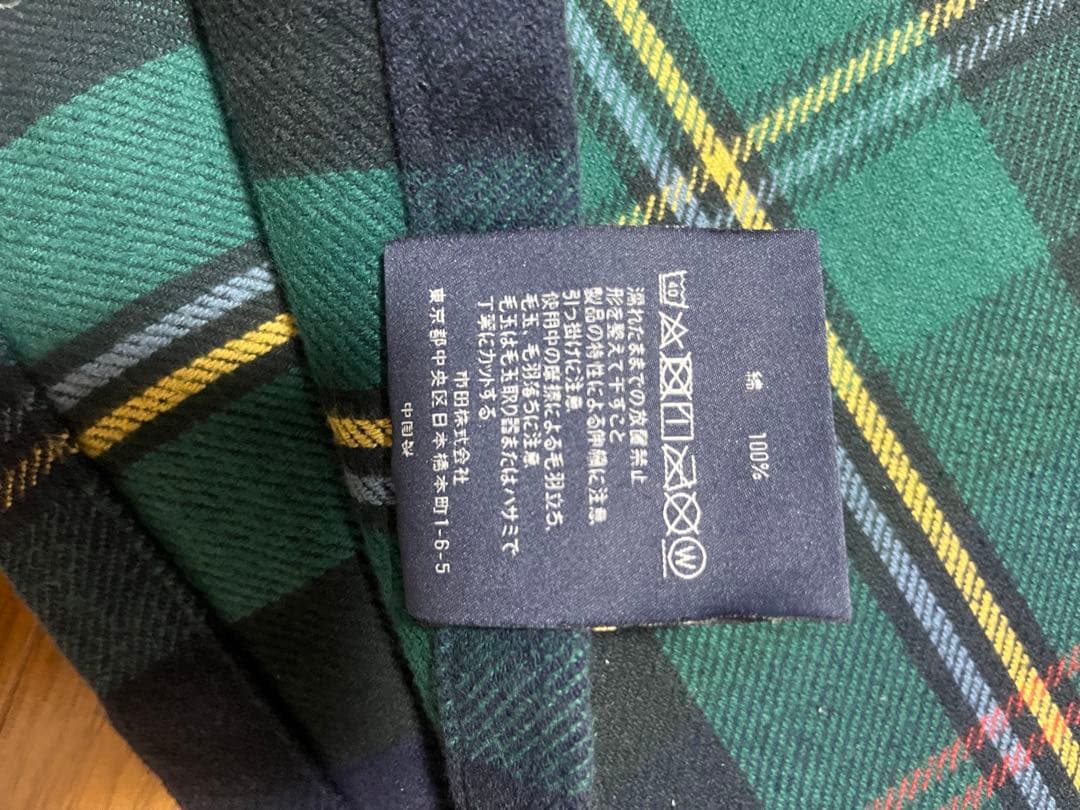 綿 100%
40 W
濡れたままでの放置禁止
形を整えて干すこと
製品の特性による伸縮に注意
引っ掛けに注意
使用中の摩擦による毛羽立ち、
毛玉、毛羽落ちに注意
毛玉は毛玉取り器またはハサミで
丁寧にカットする
市田株式会社
東京都中央区日本橋本町1-6-5
中国製